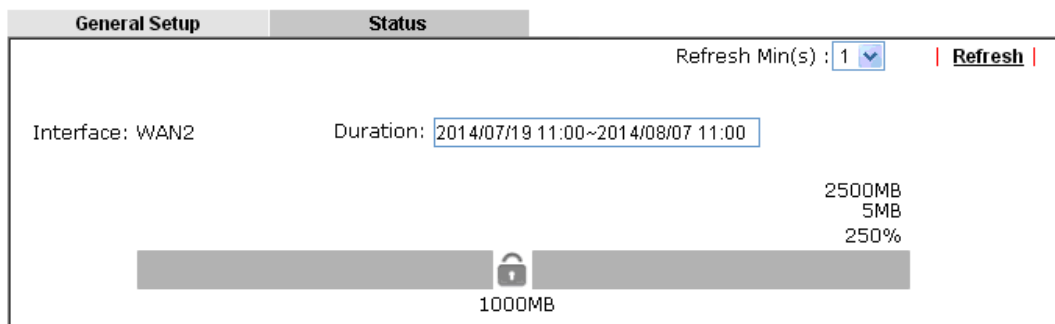 General Setup Status
Refresh Min(s) : 1 | Refresh |
Interface: WAN2 Duration: 2014/07/19 11:00~2014/08/07 11:00
2500MB
5MB
250%
1000MB